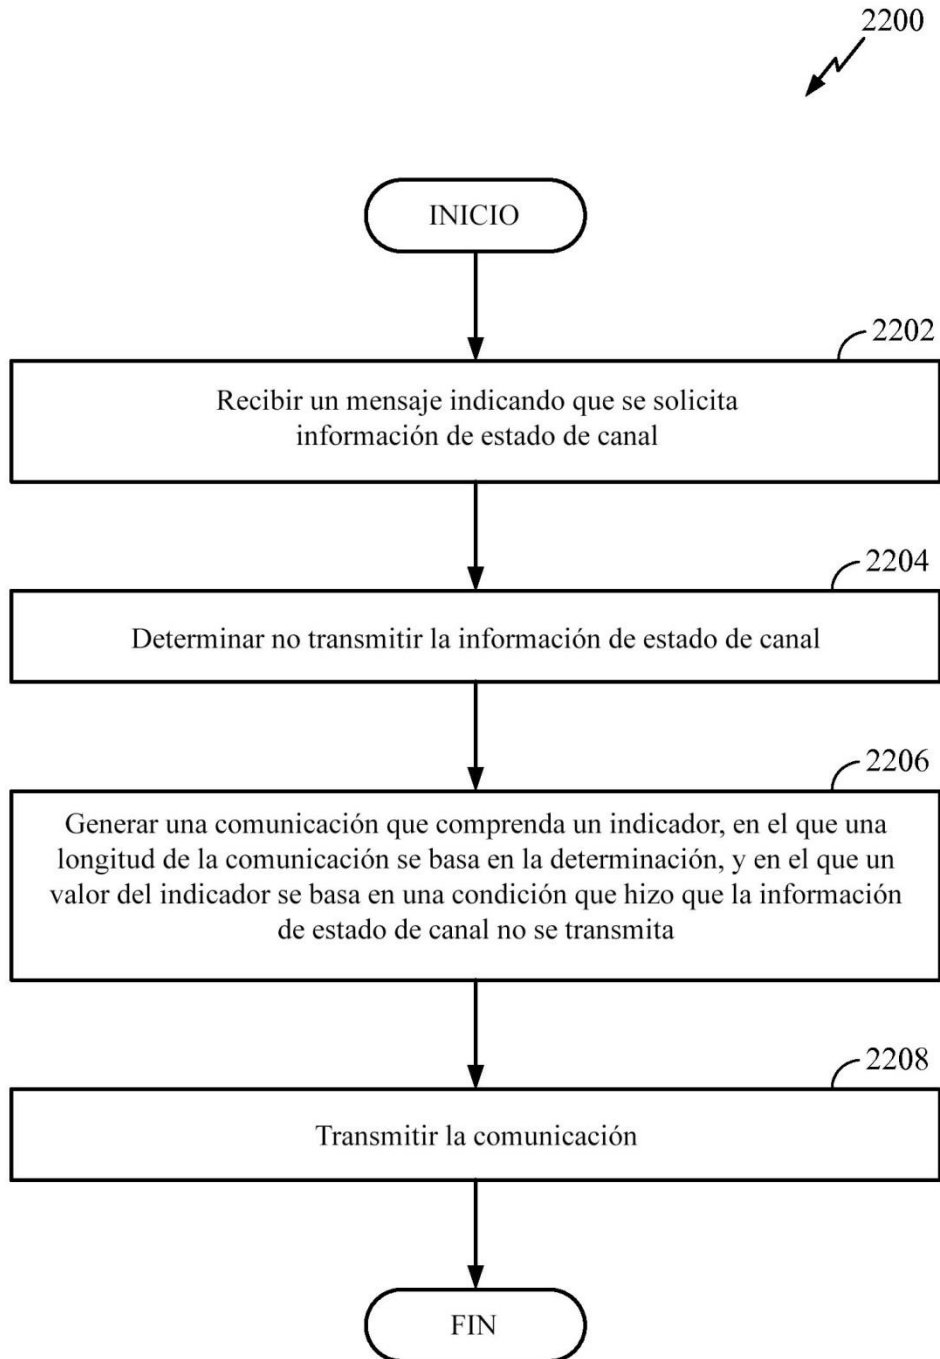 2200
INICIO
2202
Recibir un mensaje indicando que se solicita
información de estado de canal
2204
Determinar no transmitir la información de estado de canal
2206
Generar una comunicación que comprenda un indicador, en el que una
longitud de la comunicación se basa en la determinación, y en el que un
valor del indicador se basa en una condición que hizo que la información
de estado de canal no se transmita
2208
Transmitir la comunicación
FIN